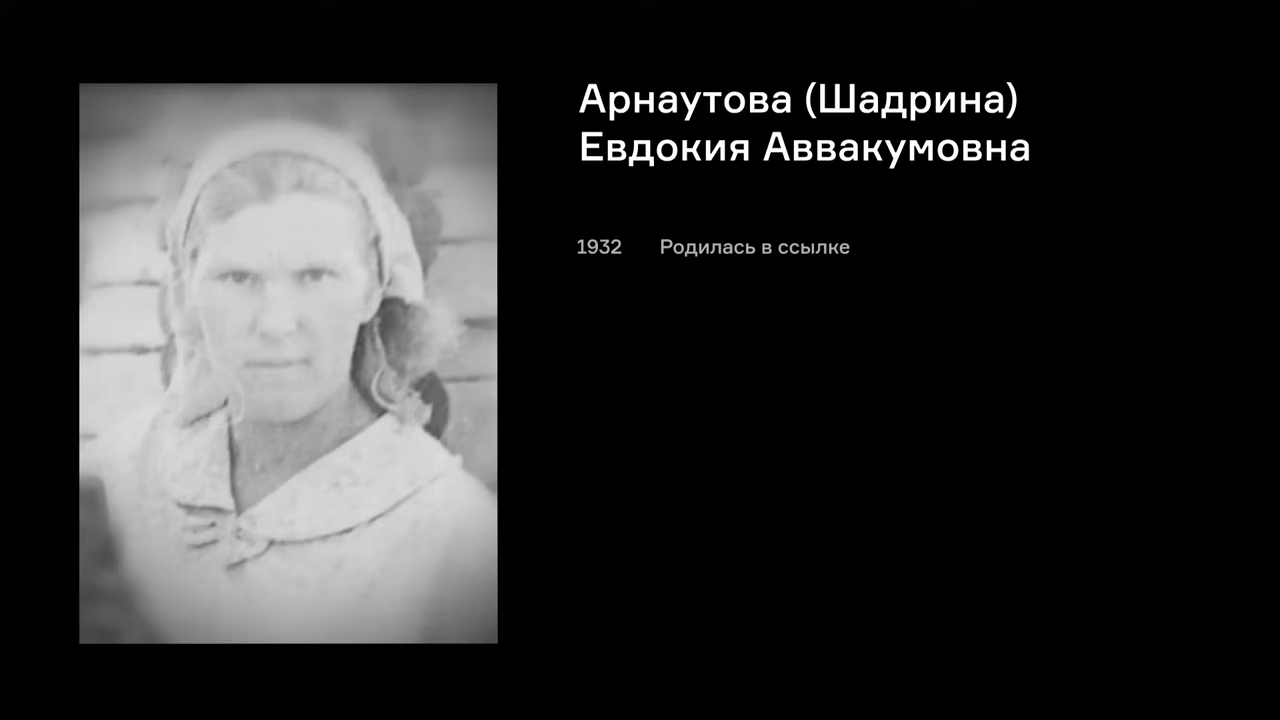 Арнаутова (Шадрина)
Евдокия Аввакумовна
1932 Родилась в ссылке